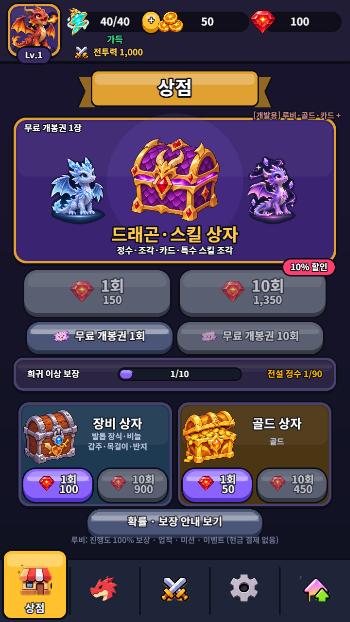 40/40
50
100
가득
Lv.1
전투력 1,000
상점
[개발용] 루비·골드·카드 +
무료 개봉권 1장
드래곤·스킬 상자
정수·조각·카드·특수 스킬 조각
10% 할인
1회
150
10회
1,350
무료 개봉권 1회
무료 개봉권 10회
희귀 이상 보장
1/10
전설 정수 1/90
장비 상자
발톱 장식·비늘
갑주·목걸이·반지
1회
100
10회
900
골드 상자
골드
1회
50
10회
450
확률·보장 안내 보기
루비: 진행도 100% 보상·업적·미션·이벤트 (현금 결제 없음)
상점